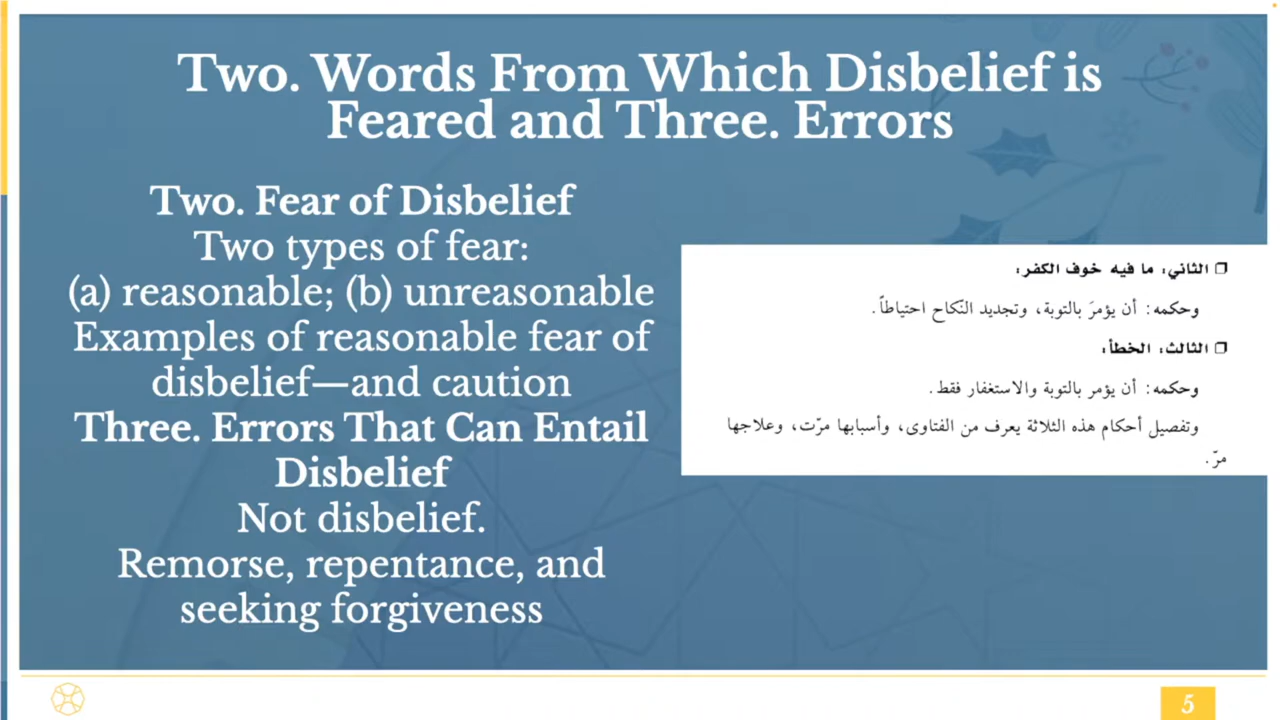 Two. Words From Which Disbelief is
Feared and Three. Errors
Two. Fear of Disbelief
Two types of fear:
(a) reasonable; (b) unreasonable
Examples of reasonable fear of
disbelief—and caution
Three. Errors That Can Entail
Disbelief
Not disbelief.
Remorse, repentance, and
seeking forgiveness
❒ الثاني: ما فيه خوف الكفر:
وحكمه: أن يؤمرَ بالتوبة، وتجديد النّكاح احتياطاً.
❒ الثالث: الخطأ:
وحكمه: أن يؤمر بالتوبة والاستغفار فقط.
وتفصيل أحكام هذه الثلاثة يعرف من الفتاوى، وأسبابها مرّت، وعلاجها
مرّ.
5